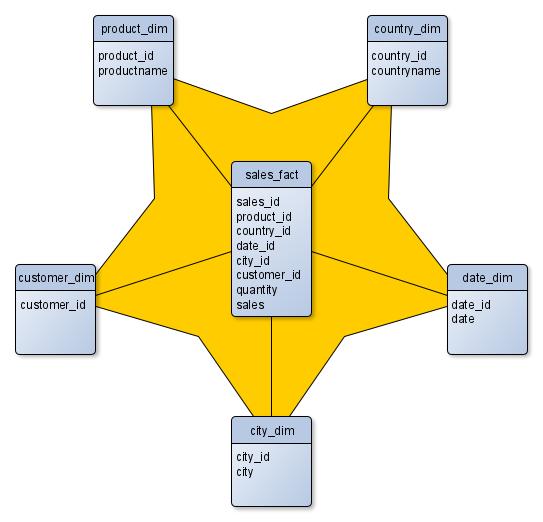 product_dim
product_id
productname
country_dim
country_id
countryname
sales_fact
sales_id
product_id
country_id
date_id
city_id
customer_id
quantity
sales
customer_dim
customer_id
date_dim
date_id
date
city_dim
city_id
city